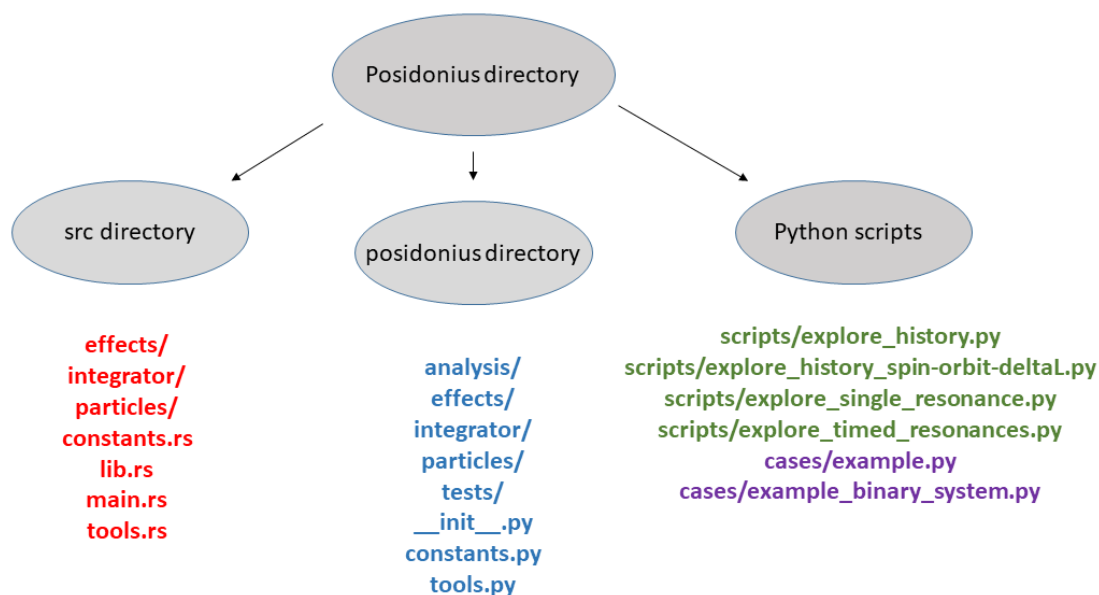 Posidonius directory
src directory
posidonius directory
Python scripts
effects/
integrator/
particles/
constants.rs
lib.rs
main.rs
tools.rs
analysis/
effects/
integrator/
particles/
tests/
__init__.py
constants.py
tools.py
scripts/explore_history.py
scripts/explore_history_spin-orbit-deltaL.py
scripts/explore_single_resonance.py
scripts/explore_timed_resonances.py
cases/example.py
cases/example_binary_system.py